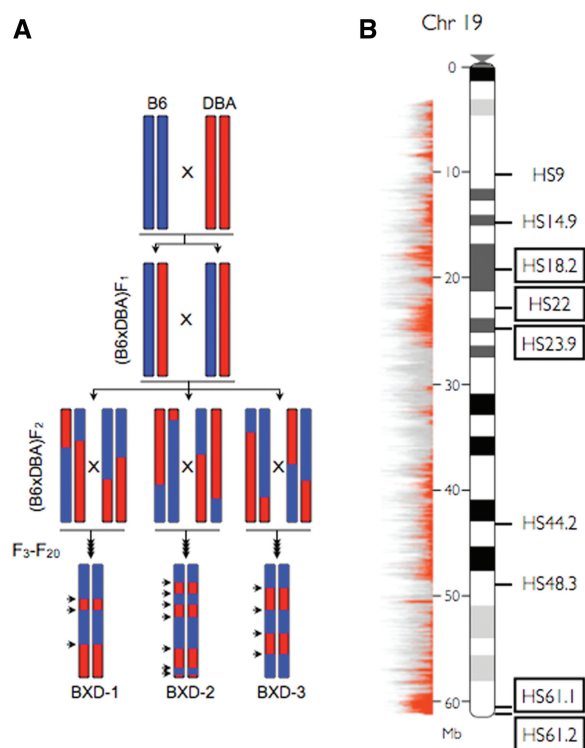 A
B6 DBA
X
(B6xDBA)F₁
X
(B6xDBA)F₂
X X X
F₃-F₂₀
BXD-1 BXD-2 BXD-3
B
Chr 19
0
10
20
30
40
50
60
Mb
HS9
HS14.9
HS18.2
HS22
HS23.9
HS44.2
HS48.3
HS61.1
HS61.2